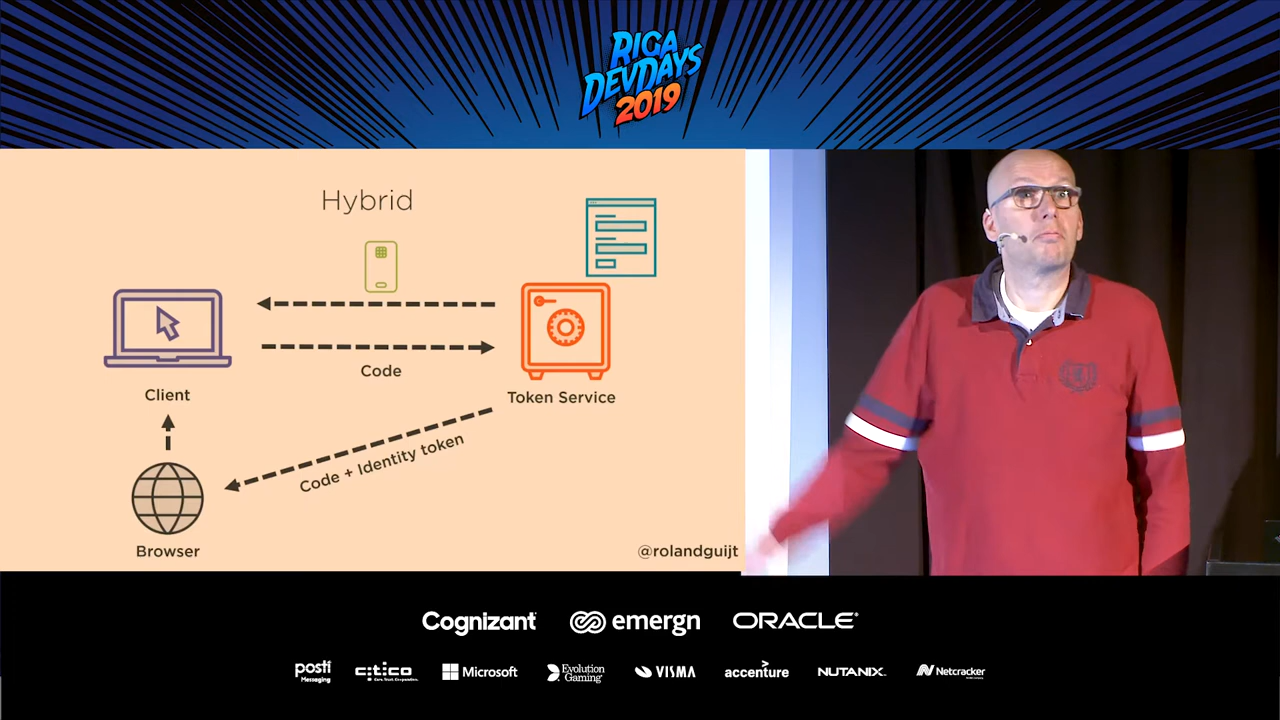 RIGA
DEVDAYS
2019
Hybrid
Code
Client
Token Service
Code + Identity token
Browser
@rolandguijt
Cognizant
emergn
ORACLE
posti
Messaging
citico
Microsoft
Evolution
Gaming
VISMA
accenture
NUTANIX
Netcracker